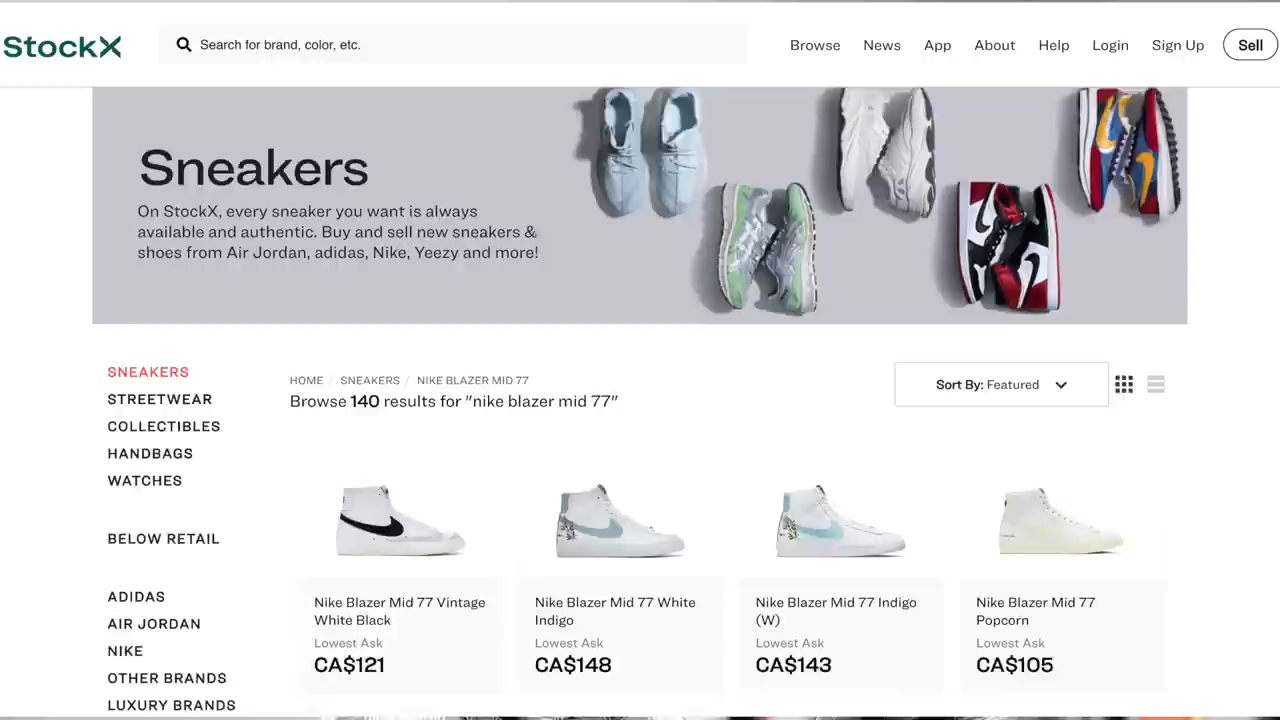 StockX
Search for brand, color, etc.
Browse News App About Help Login Sign Up Sell
Sneakers
On StockX, every sneaker you want is always
available and authentic. Buy and sell new sneakers &
shoes from Air Jordan, adidas, Nike, Yeezy and more!
SNEAKERS
STREETWEAR
COLLECTIBLES
HANDBAGS
WATCHES
BELOW RETAIL
ADIDAS
AIR JORDAN
NIKE
OTHER BRANDS
LUXURY BRANDS
HOME / SNEAKERS / NIKE BLAZER MID 77
Browse 140 results for "nike blazer mid 77"
Sort By: Featured
Nike Blazer Mid 77 Vintage
White Black
Lowest Ask
CA$121
Nike Blazer Mid 77 White
Indigo
Lowest Ask
CA$148
Nike Blazer Mid 77 Indigo
(W)
Lowest Ask
CA$143
Nike Blazer Mid 77
Popcorn
Lowest Ask
CA$105